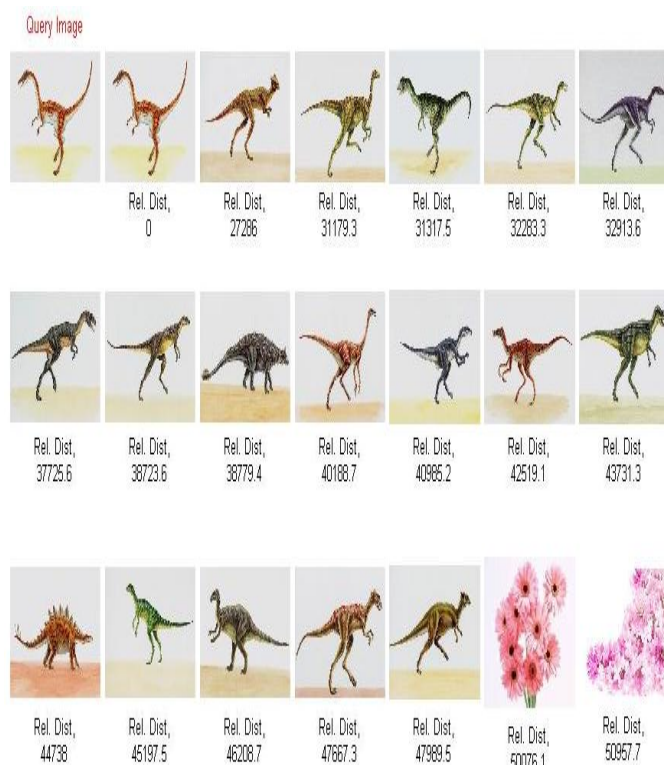 Query Image
Rel. Dist, Rel. Dist, Rel. Dist, Rel. Dist, Rel. Dist, Rel. Dist,
0 27286 31179.3 31317.5 32283.3 32913.6
Rel. Dist, Rel. Dist, Rel. Dist, Rel. Dist, Rel. Dist, Rel. Dist, Rel. Dist,
37725.6 38723.6 38779.4 40188.7 40985.2 42519.1 43731.3
Rel. Dist, Rel. Dist, Rel. Dist, Rel. Dist, Rel. Dist, Rel. Dist, Rel. Dist,
44738 45197.5 46208.7 47667.3 47989.5 50076.1 50957.7